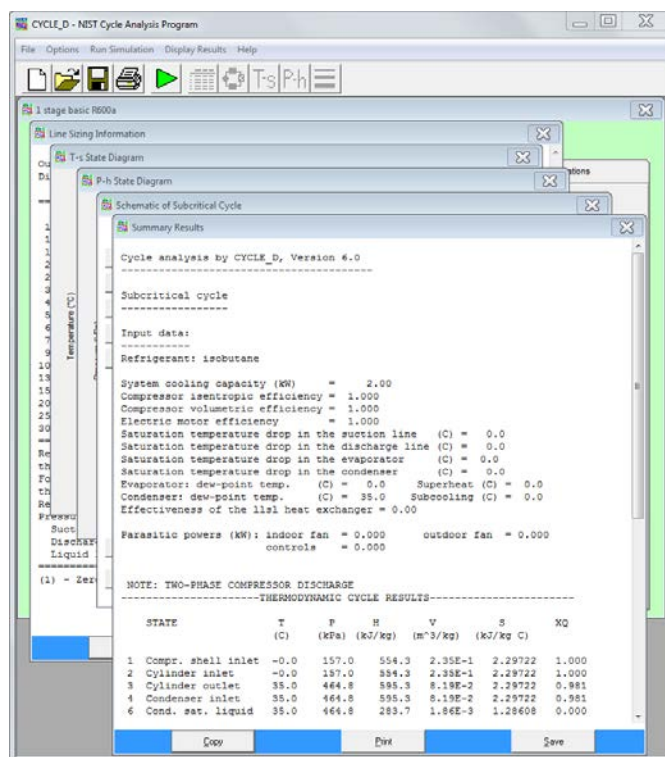 CYCLE_D - NIST Cycle Analysis Program
File Options Run Simulation Display Results Help
T-s P-h
1 stage basic R600a
Line Sizing Information
T-s State Diagram
P-h State Diagram
Schematic of Subcritical Cycle
Summary Results
Cycle analysis by CYCLE_D, Version 6.0
----------------------------------------
Subcritical cycle
-----------------
Input data:
-----------
Refrigerant: isobutane
System cooling capacity (kW) = 2.00
Compressor isentropic efficiency = 1.000
Compressor volumetric efficiency = 1.000
Electric motor efficiency = 1.000
Saturation temperature drop in the suction line (C) = 0.0
Saturation temperature drop in the discharge line (C) = 0.0
Saturation temperature drop in the evaporator (C) = 0.0
Saturation temperature drop in the condenser (C) = 0.0
Evaporator: dew-point temp. (C) = 0.0 Superheat (C) = 0.0
Condenser: dew-point temp. (C) = 35.0 Subcooling (C) = 0.0
Effectiveness of the llsl heat exchanger = 0.00
Parasitic powers (kW): indoor fan = 0.000 outdoor fan = 0.000
controls = 0.000
NOTE: TWO-PHASE COMPRESSOR DISCHARGE
----------------------THERMODYNAMIC CYCLE RESULTS-----------------------
STATE T P H V S XQ
(C) (kPa) (kJ/kg) (m^3/kg) (kJ/kg C)
1 Compr. shell inlet -0.0 157.0 554.3 2.35E-1 2.29722 1.000
2 Cylinder inlet -0.0 157.0 554.3 2.35E-1 2.29722 1.000
3 Cylinder outlet 35.0 464.8 595.3 8.19E-2 2.29722 0.981
4 Condenser inlet 35.0 464.8 595.3 8.19E-2 2.29722 0.981
6 Cond. sat. liquid 35.0 464.8 283.7 1.86E-3 1.28608 0.000
Copy Print Save
Temperature (°C)
Suct
Dischar
Liquid
(1) - Zer